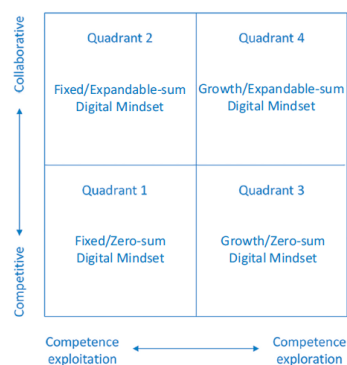 Collaborative
Quadrant 2
Fixed/Expandable-sum
Digital Mindset
Quadrant 4
Growth/Expandable-sum
Digital Mindset
Competitive
Quadrant 1
Fixed/Zero-sum
Digital Mindset
Quadrant 3
Growth/Zero-sum
Digital Mindset
Competence
exploitation
Competence
exploration